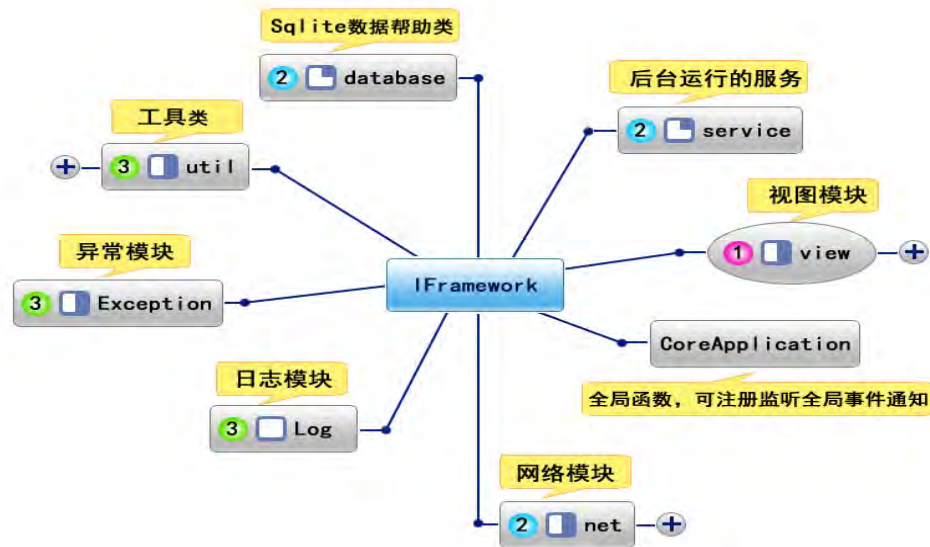 Sqlite数据帮助类
2 database
后台运行的服务
2 service
工具类
3 util
视图模块
1 view
异常模块
3 Exception
IFramework
CoreApplication
全局函数，可注册监听全局事件通知
日志模块
3 Log
网络模块
2 net